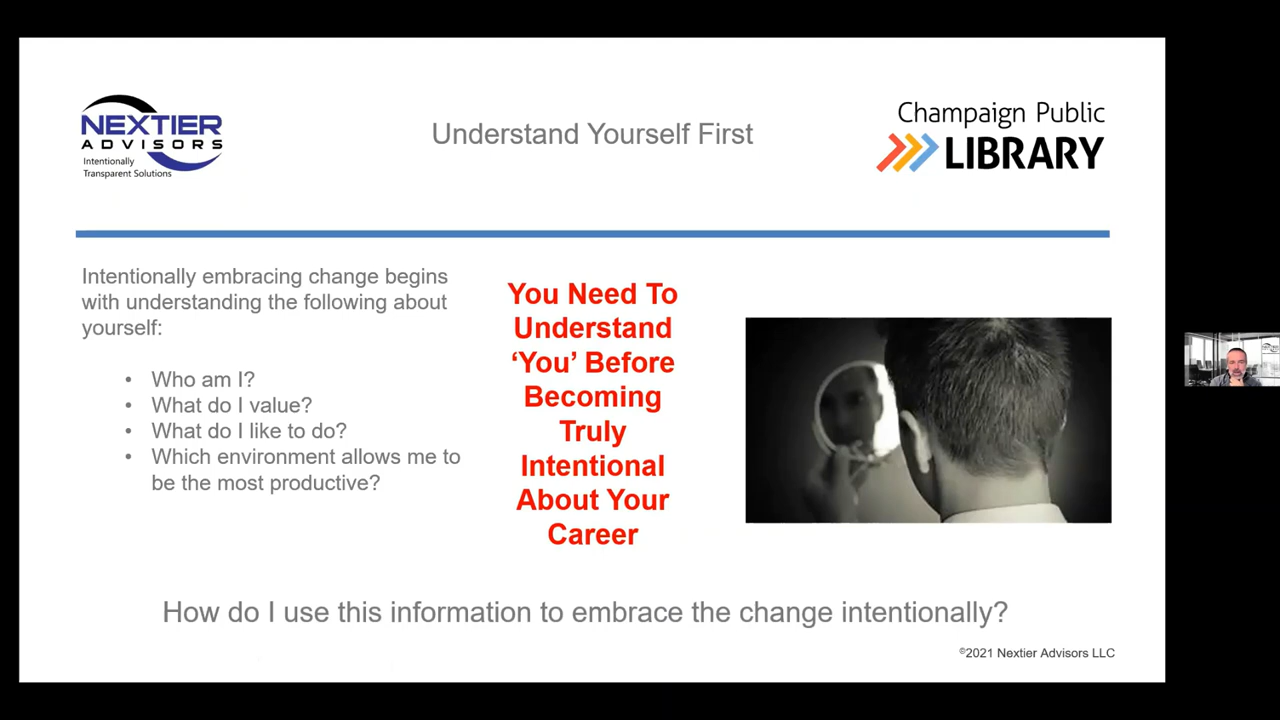 NEXTIER
ADVISORS
Intentionally
Transparent Solutions
Understand Yourself First
Champaign Public
LIBRARY
Intentionally embracing change begins
with understanding the following about
yourself:
• Who am I?
• What do I value?
• What do I like to do?
• Which environment allows me to
be the most productive?
You Need To
Understand
‘You’ Before
Becoming
Truly
Intentional
About Your
Career
How do I use this information to embrace the change intentionally?
©2021 Nextier Advisors LLC